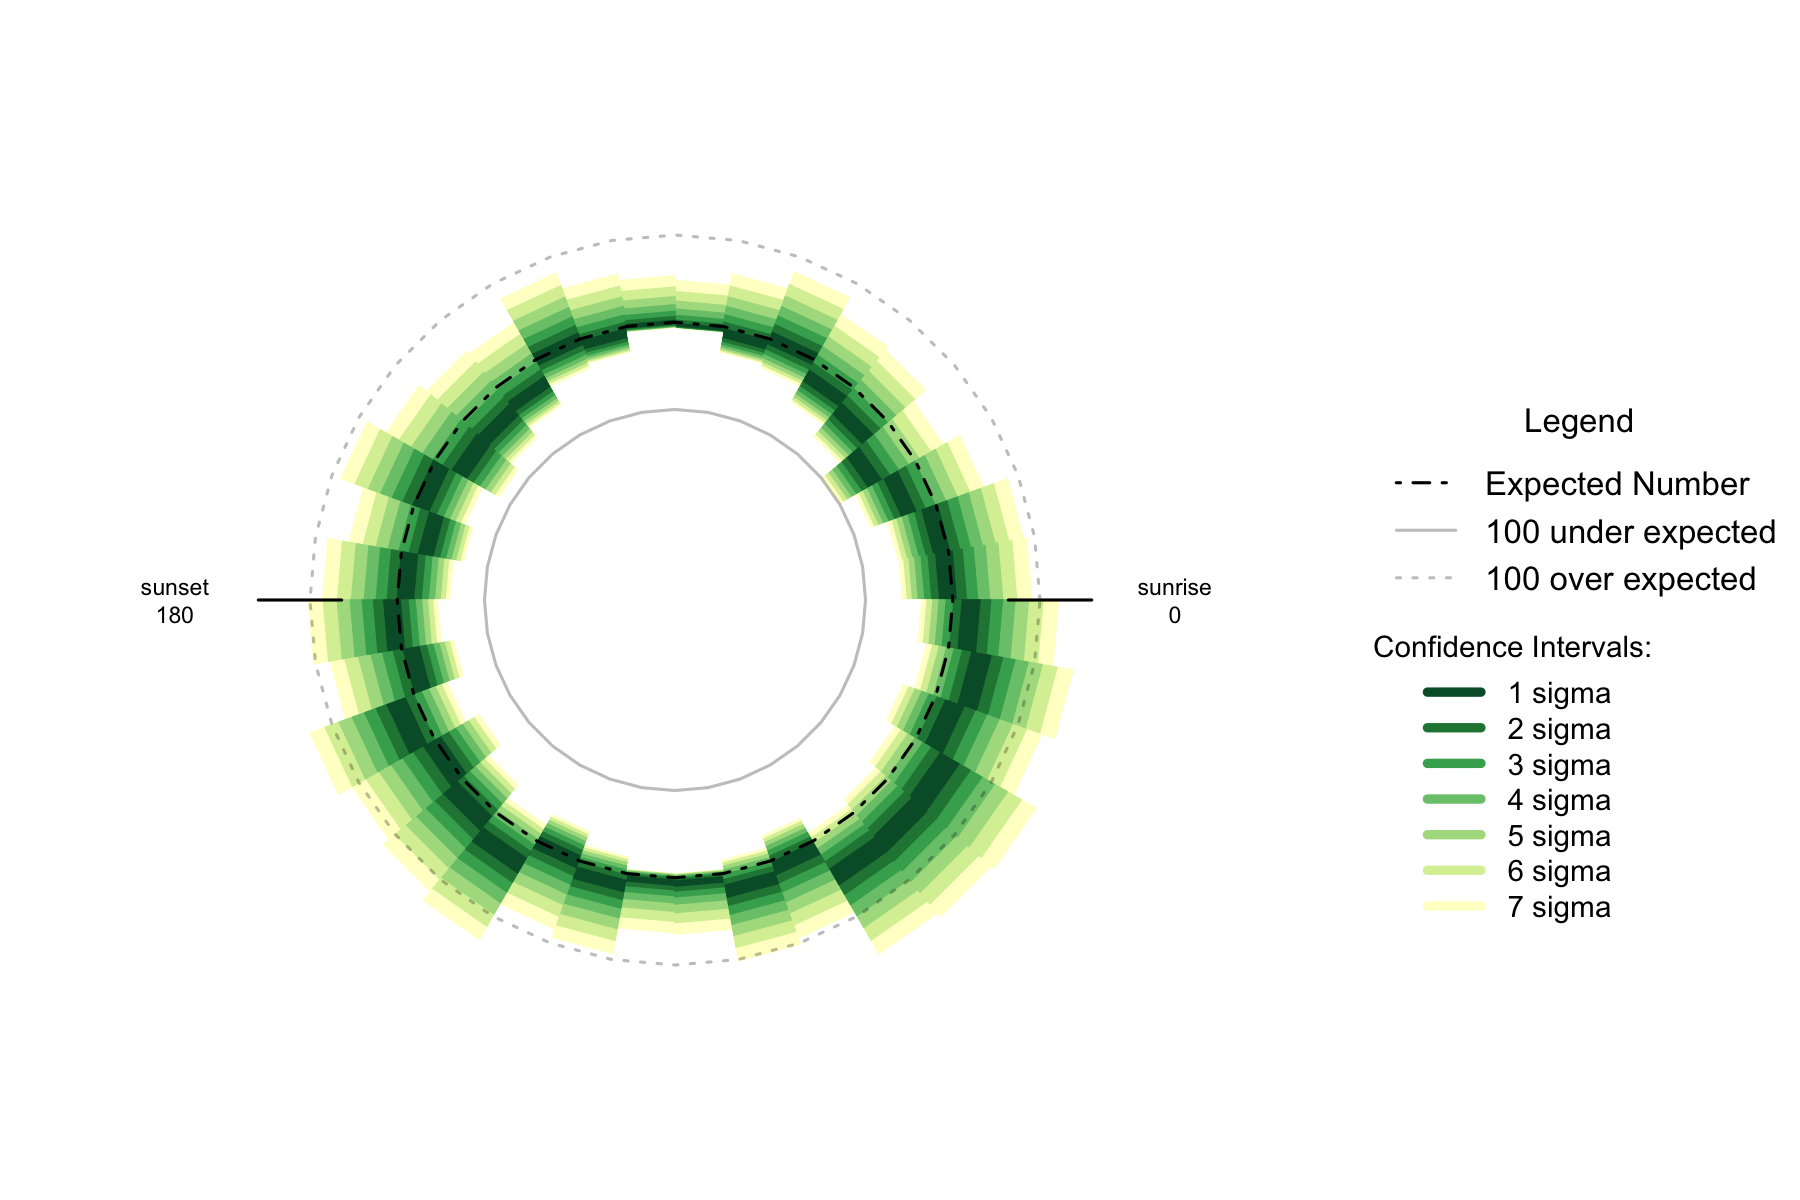 sunset
180
sunrise
0
Legend
Expected Number
100 under expected
100 over expected
Confidence Intervals:
1 sigma
2 sigma
3 sigma
4 sigma
5 sigma
6 sigma
7 sigma